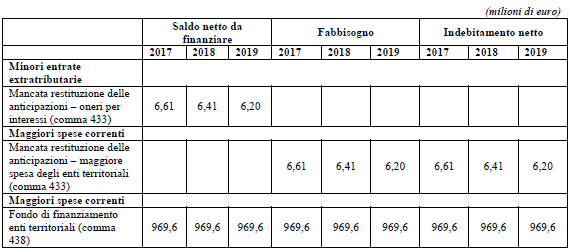 (milioni di euro)
Saldo netto da finanziare Fabbisogno Indebitamento netto
2017 2018 2019 2017 2018 2019 2017 2018 2019
Minori entrate
extratributarie
Mancata restituzione delle
anticipazioni – oneri per
interessi (comma 433)
6,61 6,41 6,20
Maggiori spese correnti
Mancata restituzione delle
anticipazioni – maggiore
spesa degli enti territoriali
(comma 433)
6,61 6,41 6,20 6,61 6,41 6,20
Maggiori spese correnti
Fondo di finanziamento
enti territoriali (comma
438)
969,6 969,6 969,6 969,6 969,6 969,6 969,6 969,6 969,6